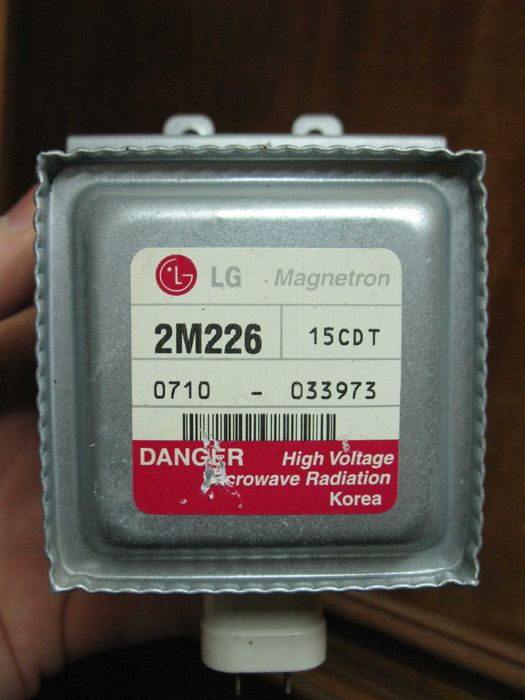 LG Magnetron
2M226 15CDT
0710 - 033973
DANGER High Voltage
Radiation
Korea